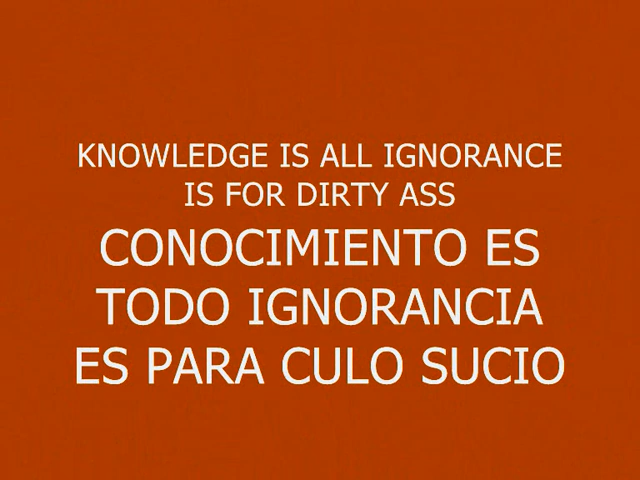 KNOWLEDGE IS ALL IGNORANCE
IS FOR DIRTY ASS
CONOCIMIENTO ES
TODO IGNORANCIA
ES PARA CULO SUCIO